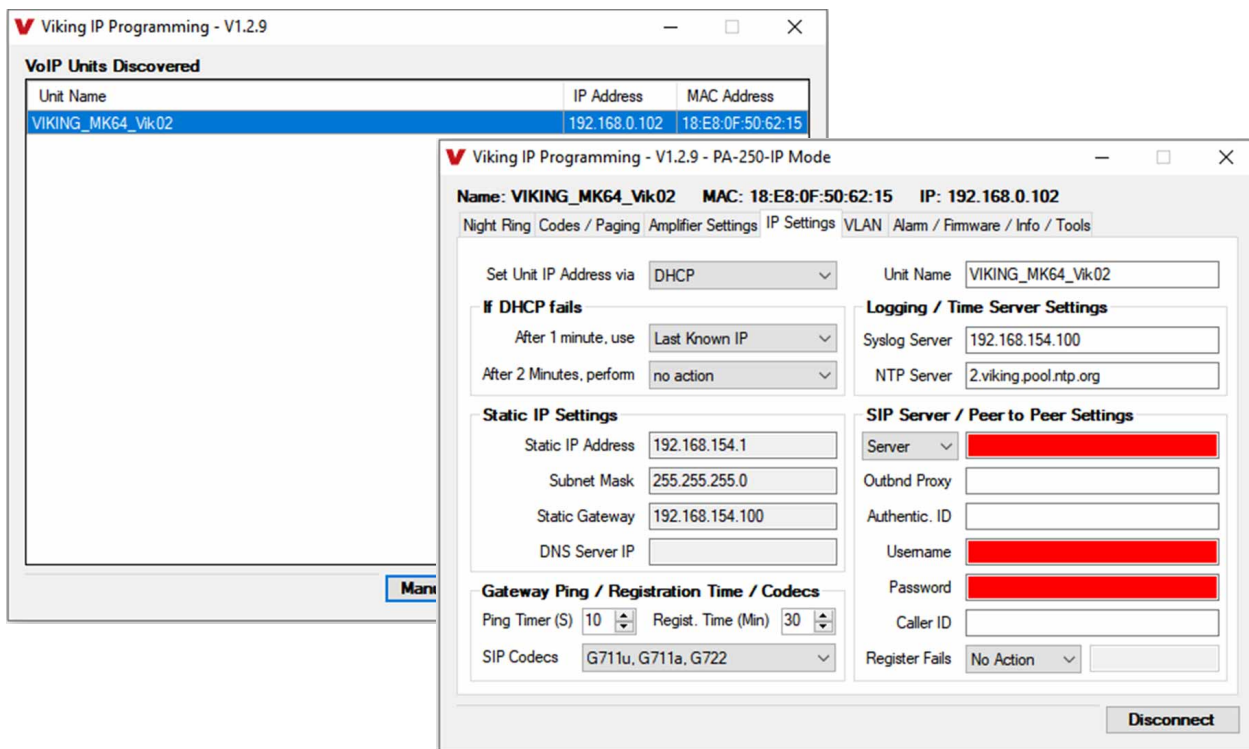 Viking IP Programming - V1.2.9
VoIP Units Discovered
Unit Name IP Address MAC Address
VIKING_MK64_Vik02 192.168.0.102 18:E8:0F:50:62:15
Viking IP Programming - V1.2.9 - PA-250-IP Mode
Name: VIKING_MK64_Vik02 MAC: 18:E8:0F:50:62:15 IP: 192.168.0.102
Night Ring Codes / Paging Amplifier Settings IP Settings VLAN Alarm / Firmware / Info / Tools
Set Unit IP Address via DHCP
If DHCP fails
After 1 minute, use Last Known IP
After 2 Minutes, perform no action
Static IP Settings
Static IP Address 192.168.154.1
Subnet Mask 255.255.255.0
Static Gateway 192.168.154.100
DNS Server IP
Gateway Ping / Registration Time / Codecs
Ping Timer (S) 10 Regist. Time (Min) 30
SIP Codecs G711u, G711a, G722
Unit Name VIKING_MK64_Vik02
Logging / Time Server Settings
Syslog Server 192.168.154.100
NTP Server 2.viking.pool.ntp.org
SIP Server / Peer to Peer Settings
Server
Outbnd Proxy
Authentic. ID
Username
Password
Caller ID
Register Fails No Action
Disconnect